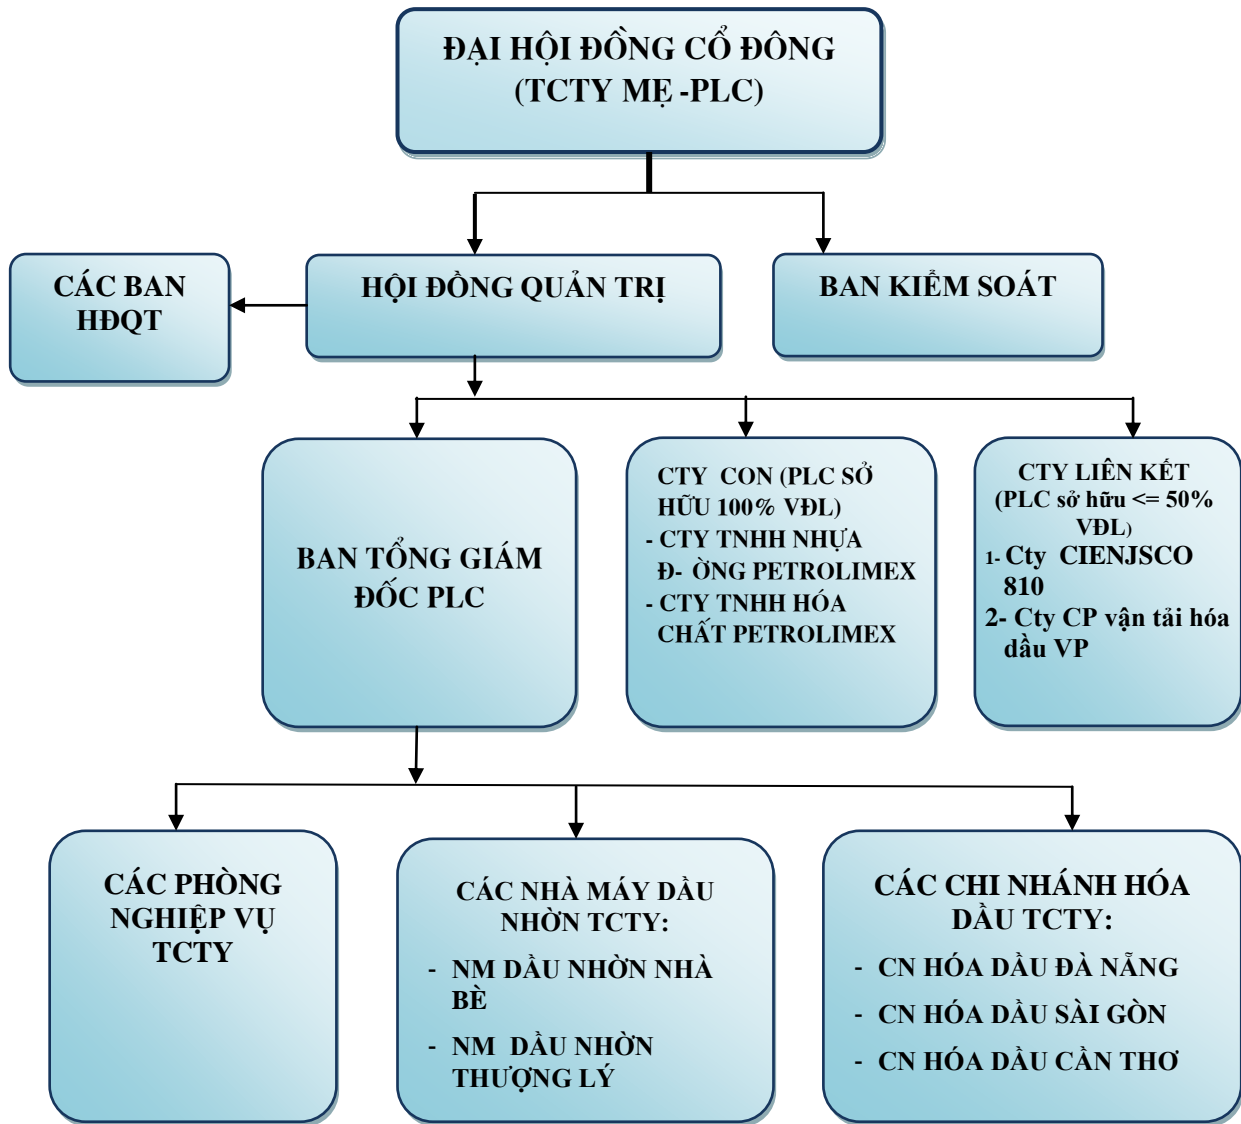 ĐẠI HỘI ĐỒNG CỔ ĐÔNG
(TCTY MẸ -PLC)
CÁC BAN
HĐQT
HỘI ĐỒNG QUẢN TRỊ
BAN KIỂM SOÁT
BAN TỔNG GIÁM
ĐỐC PLC
CTY CON (PLC SỞ
HỮU 100% VĐL)
- CTY TNHH NHỰA
Đ- ỜNG PETROLIMEX
- CTY TNHH HÓA
CHẤT PETROLIMEX
CTY LIÊN KẾT
(PLC sở hữu <= 50%
VĐL)
1- Cty CIENJSCO
810
2- Cty CP vận tải hóa
dầu VP
CÁC PHÒNG
NGHIỆP VỤ
TCTY
CÁC NHÀ MÁY DẦU
NHỜN TCTY:
- NM DẦU NHỜN NHÀ
BÈ
- NM DẦU NHỜN
THƯỢNG LÝ
CÁC CHI NHÁNH HÓA
DẦU TCTY:
- CN HÓA DẦU ĐÀ NẴNG
- CN HÓA DẦU SÀI GÒN
- CN HÓA DẦU CẦN THƠ